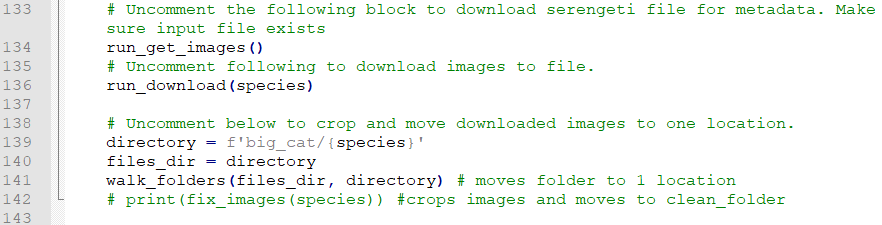 133 # Uncomment the following block to download serengeti file for metadata. Make
sure input file exists
134 run_get_images()
135 # Uncomment following to download images to file.
136 run_download(species)
137
138 # Uncomment below to crop and move downloaded images to one location.
139 directory = f'big_cat/{species}'
140 files_dir = directory
141 walk_folders(files_dir, directory) # moves folder to 1 location
142 # print(fix_images(species)) #crops images and moves to clean_folder
143